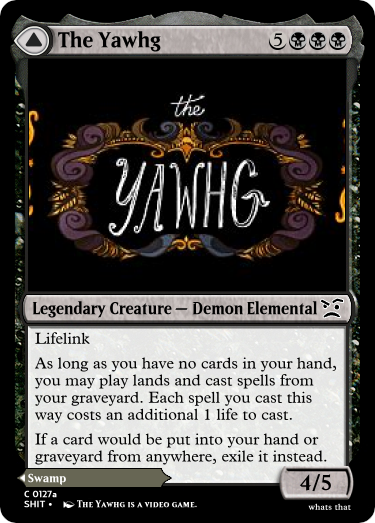 The Yawhg 5
the
YAWHG
Legendary Creature — Demon Elemental
Lifelink
As long as you have no cards in your hand,
you may play lands and cast spells from
your graveyard. Each spell you cast this
way costs an additional 1 life to cast.
If a card would be put into your hand or
graveyard from anywhere, exile it instead.
Swamp
4/5
C 0127a
SHIT • THE YAWHG IS A VIDEO GAME.
whats that